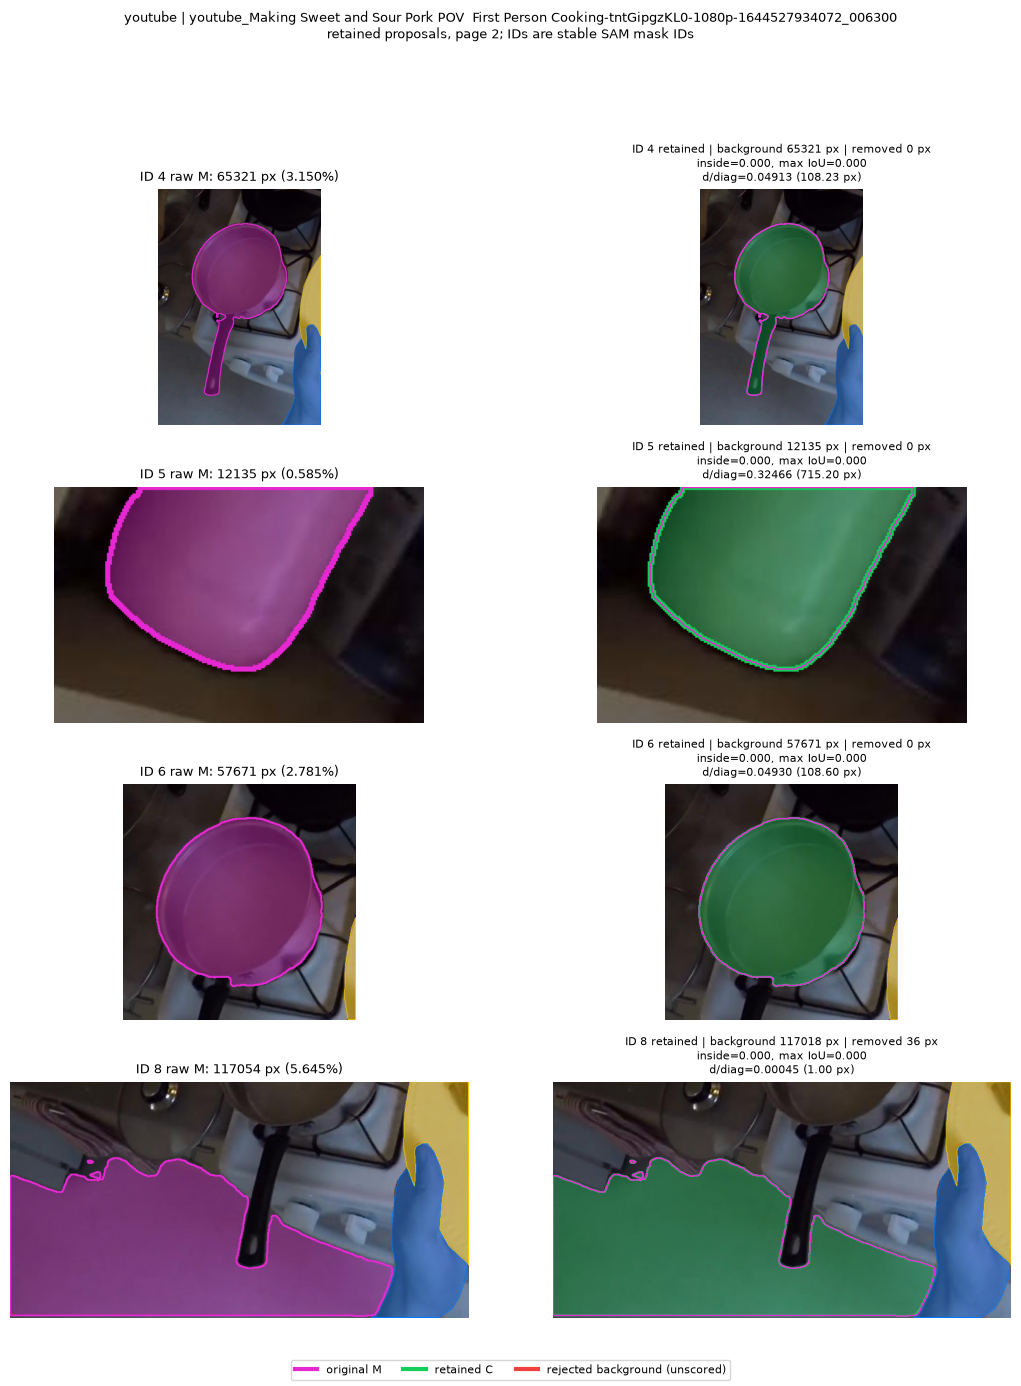 youtube | youtube_Making Sweet and Sour Pork POV  First Person Cooking-tntGipgzKL0-1080p-1644527934072_006300
retained proposals, page 2; IDs are stable SAM mask IDs
ID 4 raw M: 65321 px (3.150%)
ID 4 retained | background 65321 px | removed 0 px
inside=0.000, max IoU=0.000
d/diag=0.04913 (108.23 px)
ID 5 raw M: 12135 px (0.585%)
ID 5 retained | background 12135 px | removed 0 px
inside=0.000, max IoU=0.000
d/diag=0.32466 (715.20 px)
ID 6 raw M: 57671 px (2.781%)
ID 6 retained | background 57671 px | removed 0 px
inside=0.000, max IoU=0.000
d/diag=0.04930 (108.60 px)
ID 8 raw M: 117054 px (5.645%)
ID 8 retained | background 117018 px | removed 36 px
inside=0.000, max IoU=0.000
d/diag=0.00045 (1.00 px)
original M
retained C
rejected background (unscored)